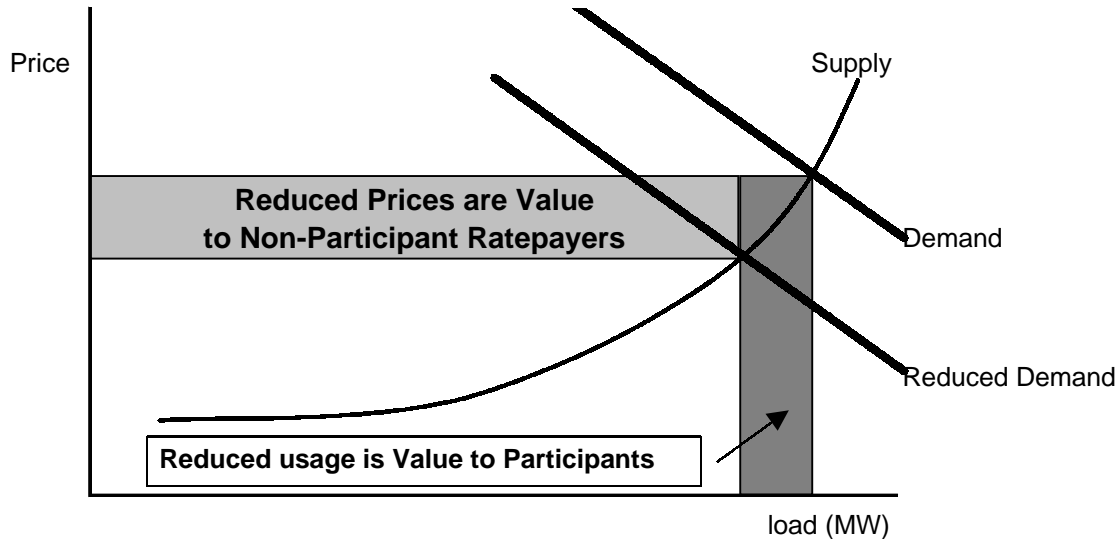 Price
Supply
Reduced Prices are Value
to Non-Participant Ratepayers
Demand
Reduced Demand
Reduced usage is Value to Participants
load (MW)